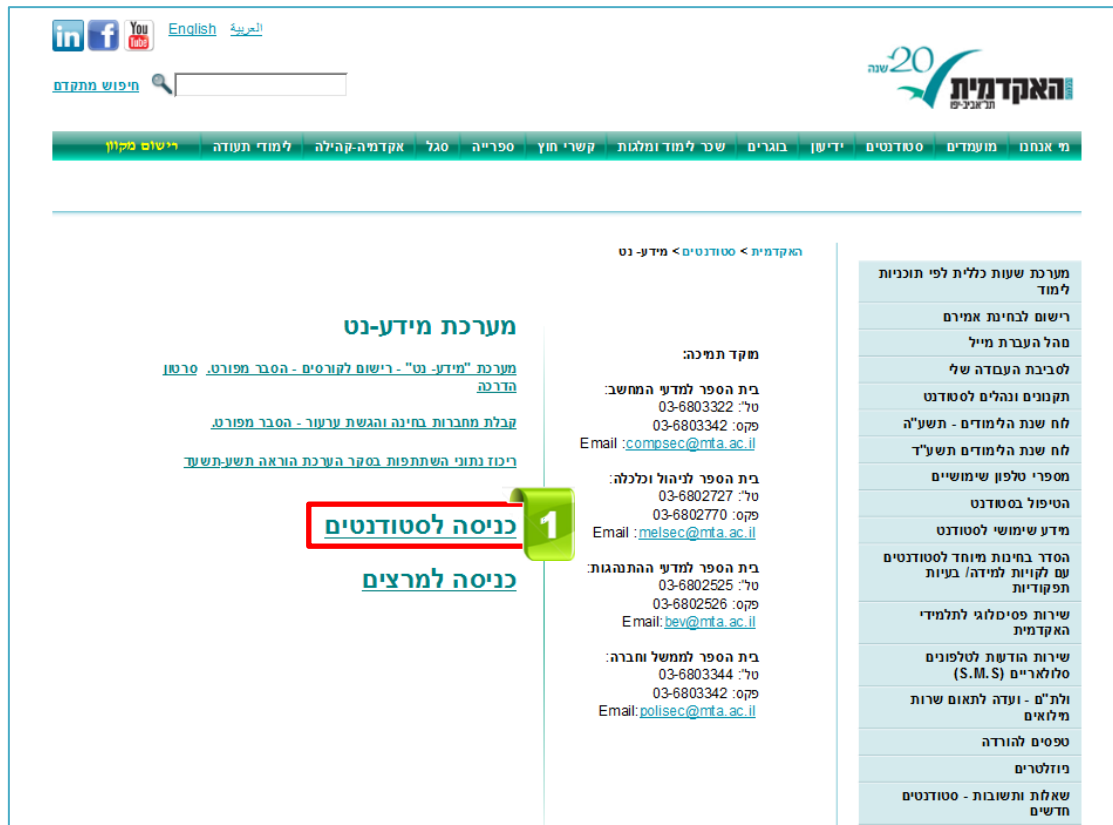 You
Tube
English العربية
חיפוש מתקדם
20 שנה
האקדמית
תל־אביב-יפו
מי אנחנו מועמדים סטודנטים ידיעון בוגרים שכר לימוד ומלגות קשרי חוץ ספרייה סגל אקדמיה-קהילה לימודי תעודה רישום מקוון
האקדמית > סטודנטים > מידע- נט
מערכת שעות כללית לפי תוכניות
לימוד
רישום לבחינת אמירם
נוהל העברת מייל
לסביבת העבודה שלי
תקנונים ונהלים לסטודנט
לוח שנת הלימודים - תשע"ה
לוח שנת הלימודים תשע"ד
מספרי טלפון שימושיים
הטיפול בסטודנט
מידע שימושי לסטודנט
הסדר בחינות מיוחד לסטודנטים
עם לקויות למידה/ בעיות
תפקודיות
שירות פסיכולוגי לתלמידי
האקדמית
שירות הודעות לטלפונים
סלולאריים (S.M.S)
ולת"ם - ועדה לתאום שרות
מילואים
טפסים להורדה
ניוזלטרים
שאלות ותשובות - סטודנטים
חדשים
מוקד תמיכה:
בית הספר למדעי המחשב:
טל': 03-6803322
פקס: 03-6803342
Email :compsec@mta.ac.il
בית הספר לניהול וכלכלה:
טל': 03-6802727
פקס: 03-6802770
Email : melsec@mta.ac.il
בית הספר למדעי ההתנהגות:
טל': 03-6802525
פקס: 03-6802526
Email: bev@mta.ac.il
בית הספר לממשל וחברה:
טל': 03-6803344
פקס: 03-6803342
Email: polisec@mta.ac.il
מערכת מידע-נט
מערכת "מידע- נט" - רישום לקורסים - הסבר מפורט. סרטון
הדרכה
קבלת מחברות בחינה והגשת ערעור - הסבר מפורט.
ריכוז נתוני השתתפות בסקר הערכת הוראה תשע-תשעד
1
כניסה לסטודנטים
כניסה למרצים